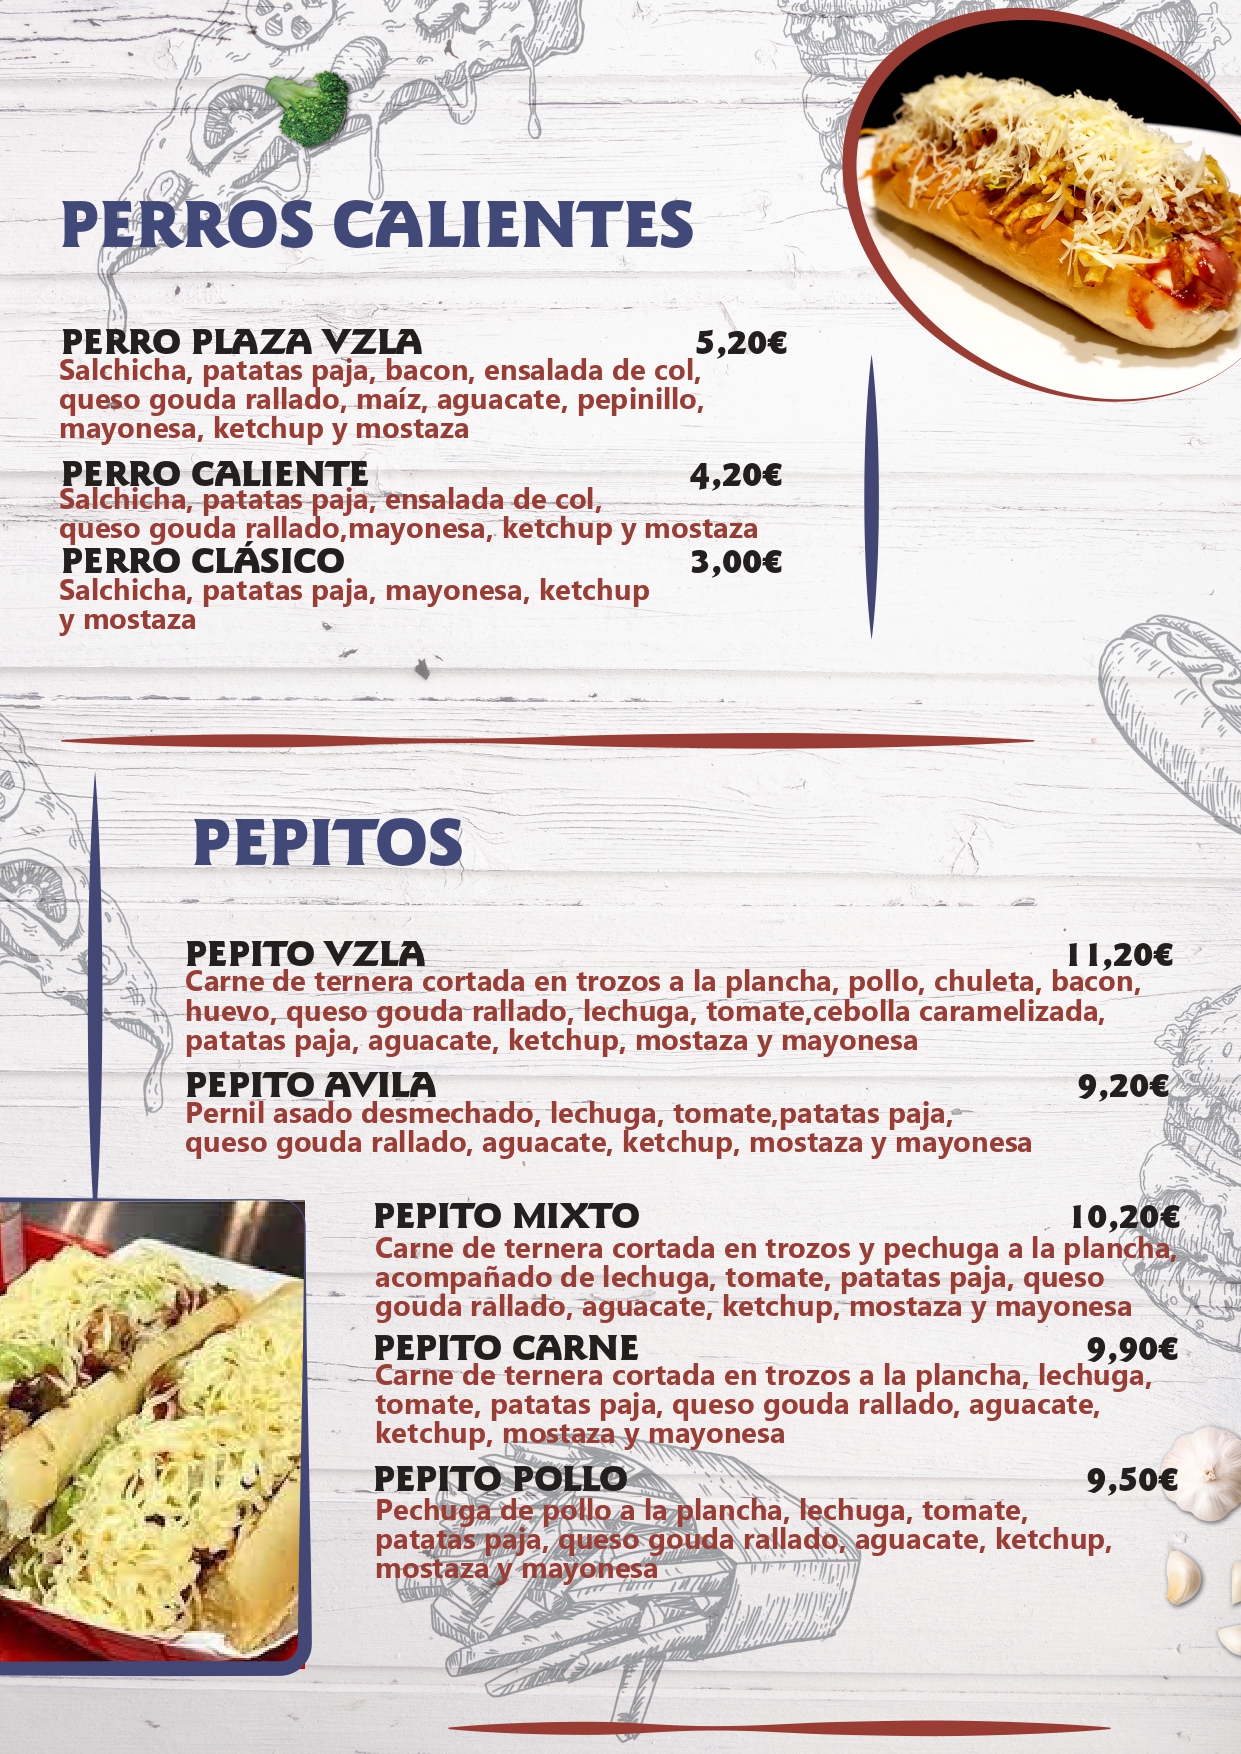 PERROS CALIENTES
PERRO PLAZA VZLA 5,20€
Salchicha, patatas paja, bacon, ensalada de col,
queso gouda rallado, maíz, aguacate, pepinillo,
mayonesa, ketchup y mostaza
PERRO CALIENTE 4,20€
Salchicha, patatas paja, ensalada de col,
queso gouda rallado,mayonesa, ketchup y mostaza
PERRO CLÁSICO 3,00€
Salchicha, patatas paja, mayonesa, ketchup
y mostaza
PEPITOS
PEPITO VZLA 11,20€
Carne de ternera cortada en trozos a la plancha, pollo, chuleta, bacon,
huevo, queso gouda rallado, lechuga, tomate,cebolla caramelizada,
patatas paja, aguacate, ketchup, mostaza y mayonesa
PEPITO AVILA 9,20€
Pernil asado desmechado, lechuga, tomate,patatas paja,
queso gouda rallado, aguacate, ketchup, mostaza y mayonesa
PEPITO MIXTO 10,20€
Carne de ternera cortada en trozos y pechuga a la plancha,
acompañado de lechuga, tomate, patatas paja, queso
gouda rallado, aguacate, ketchup, mostaza y mayonesa
PEPITO CARNE 9,90€
Carne de ternera cortada en trozos a la plancha, lechuga,
tomate, patatas paja, queso gouda rallado, aguacate,
ketchup, mostaza y mayonesa
PEPITO POLLO 9,50€
Pechuga de pollo a la plancha, lechuga, tomate,
patatas paja, queso gouda rallado, aguacate, ketchup,
mostaza y mayonesa